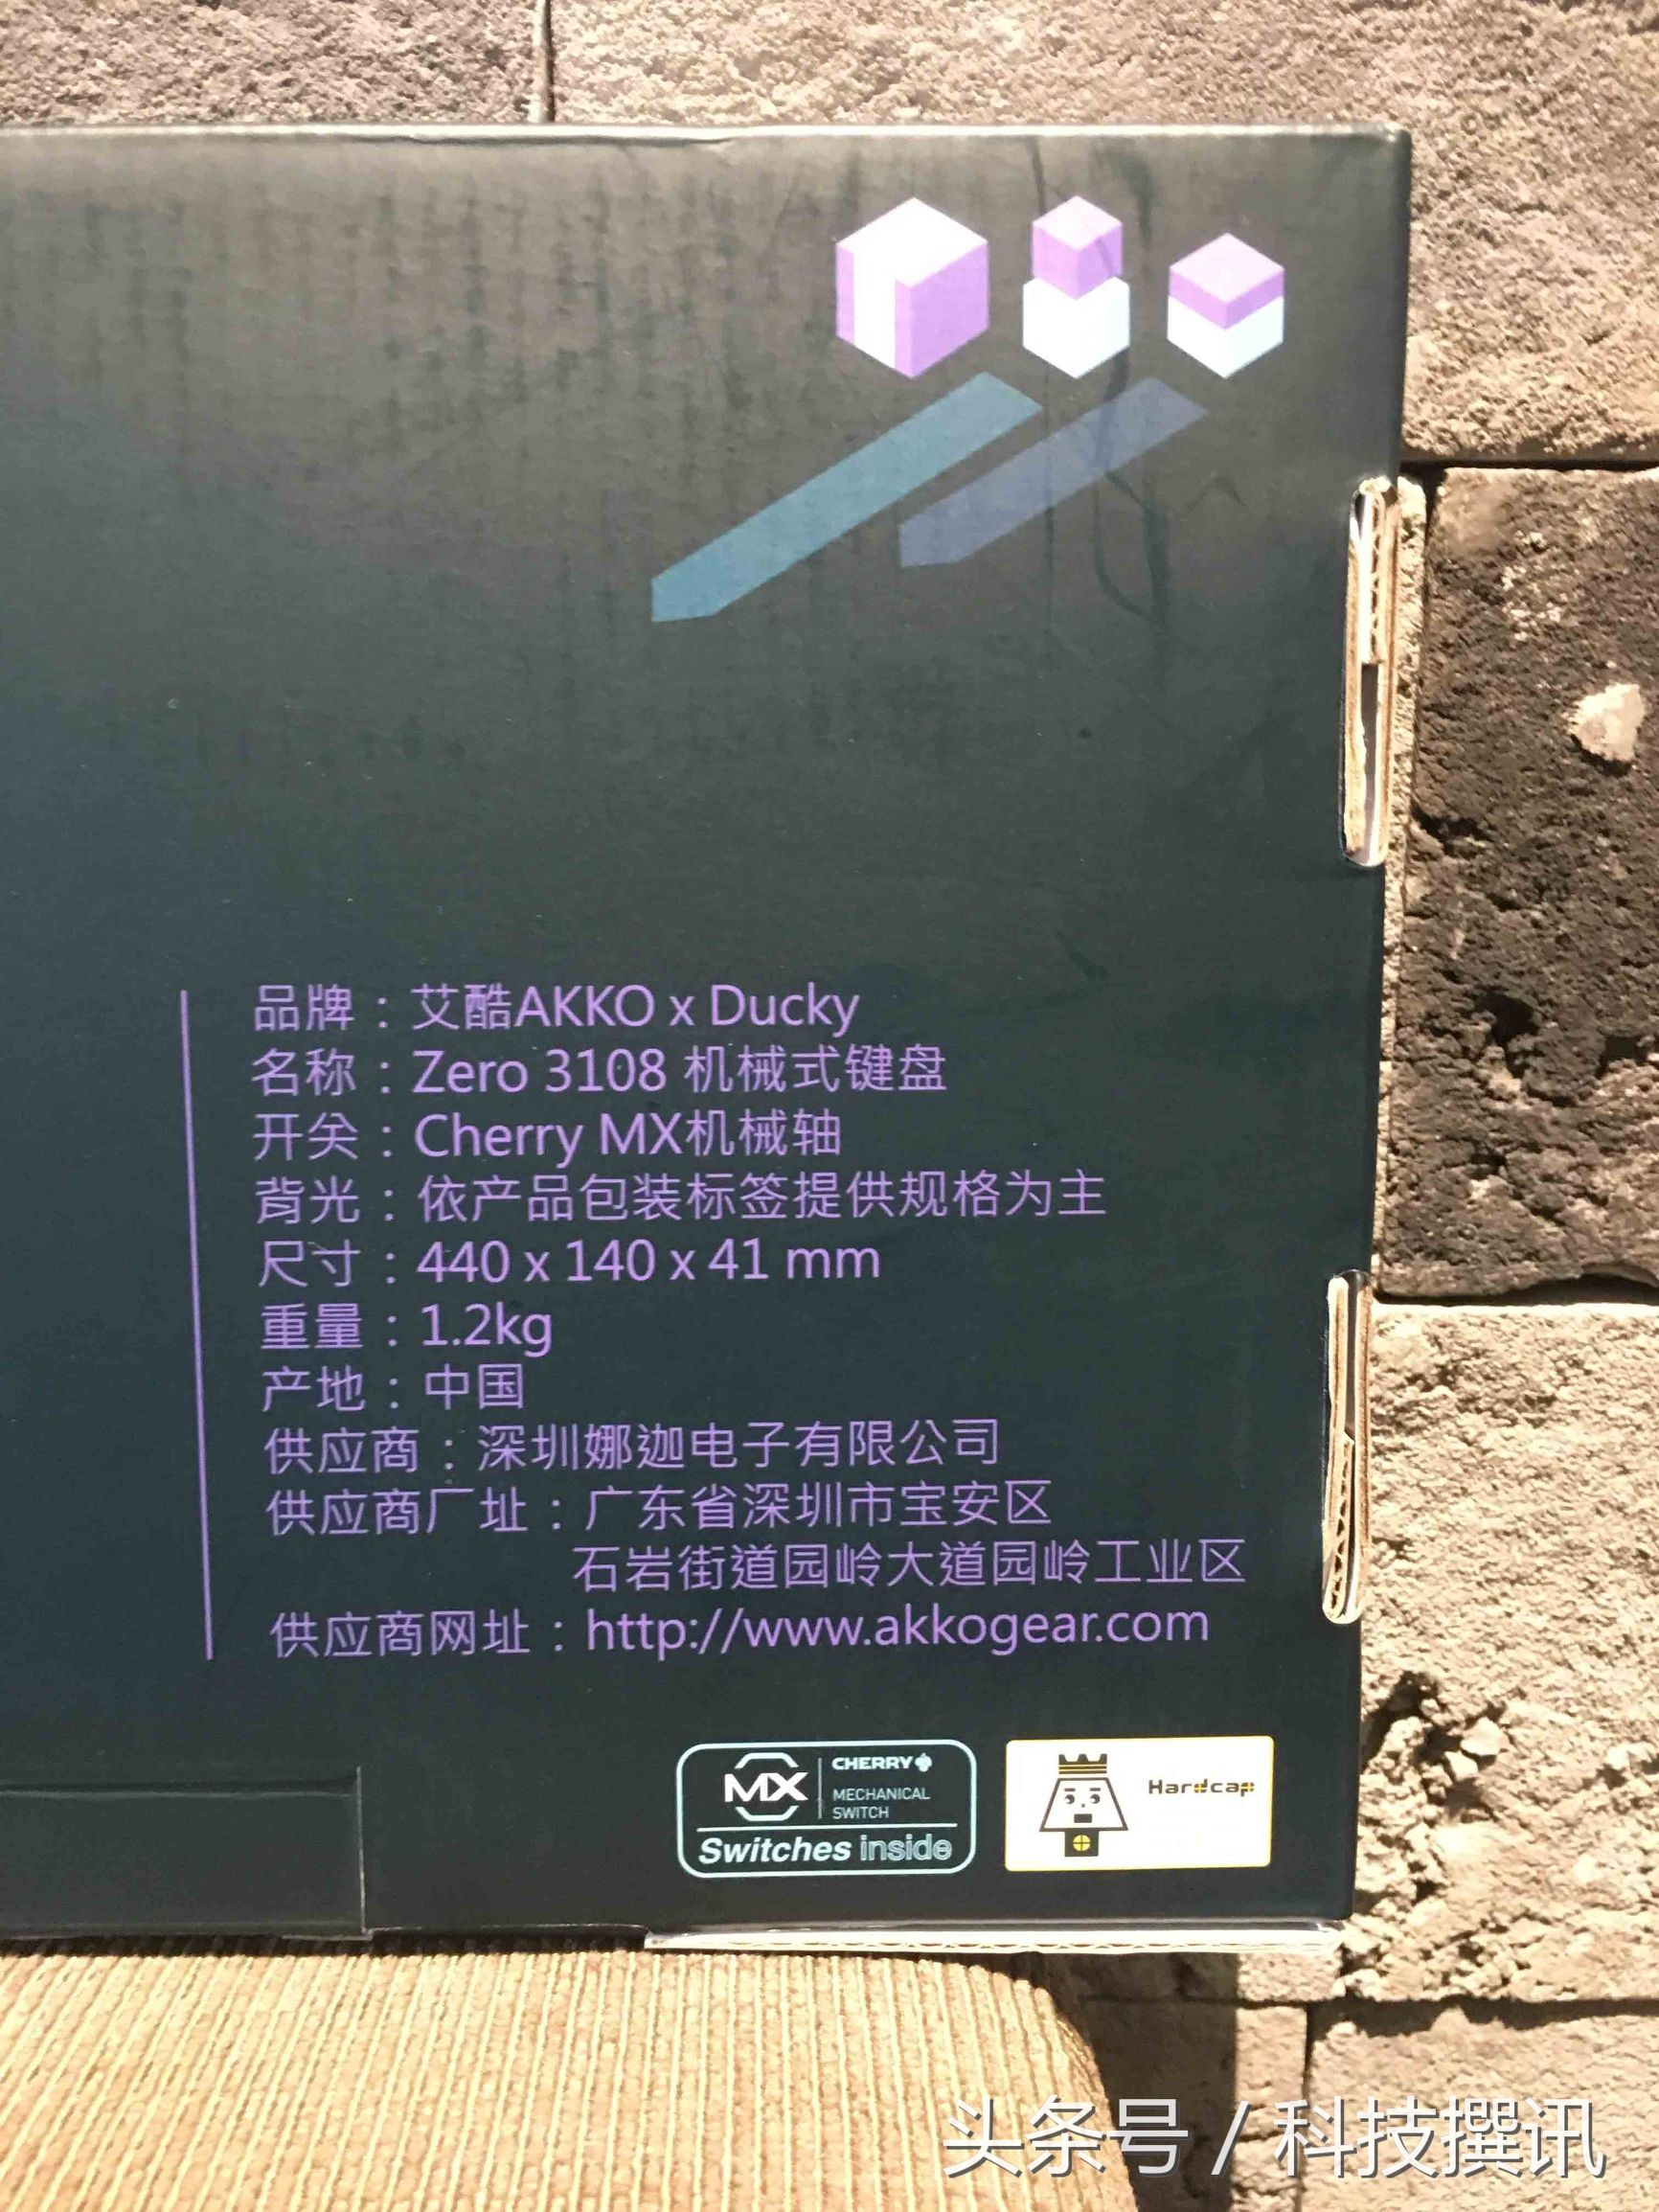 品牌：艾酷AKKO x Ducky
名称：Zero 3108 机械式键盘
开关：Cherry MX机械轴
背光：依产品包装标签提供规格为主
尺寸：440 x 140 x 41 mm
重量：1.2kg
产地：中国
供应商：深圳娜迦电子有限公司
供应商厂址：广东省深圳市宝安区
石岩街道园岭大道园岭工业区
供应商网址：http://www.akkogear.com
MX
CHERRY
MECHANICAL
SWITCH
Switches inside
Hardcap
头条号 / 科技撰讯